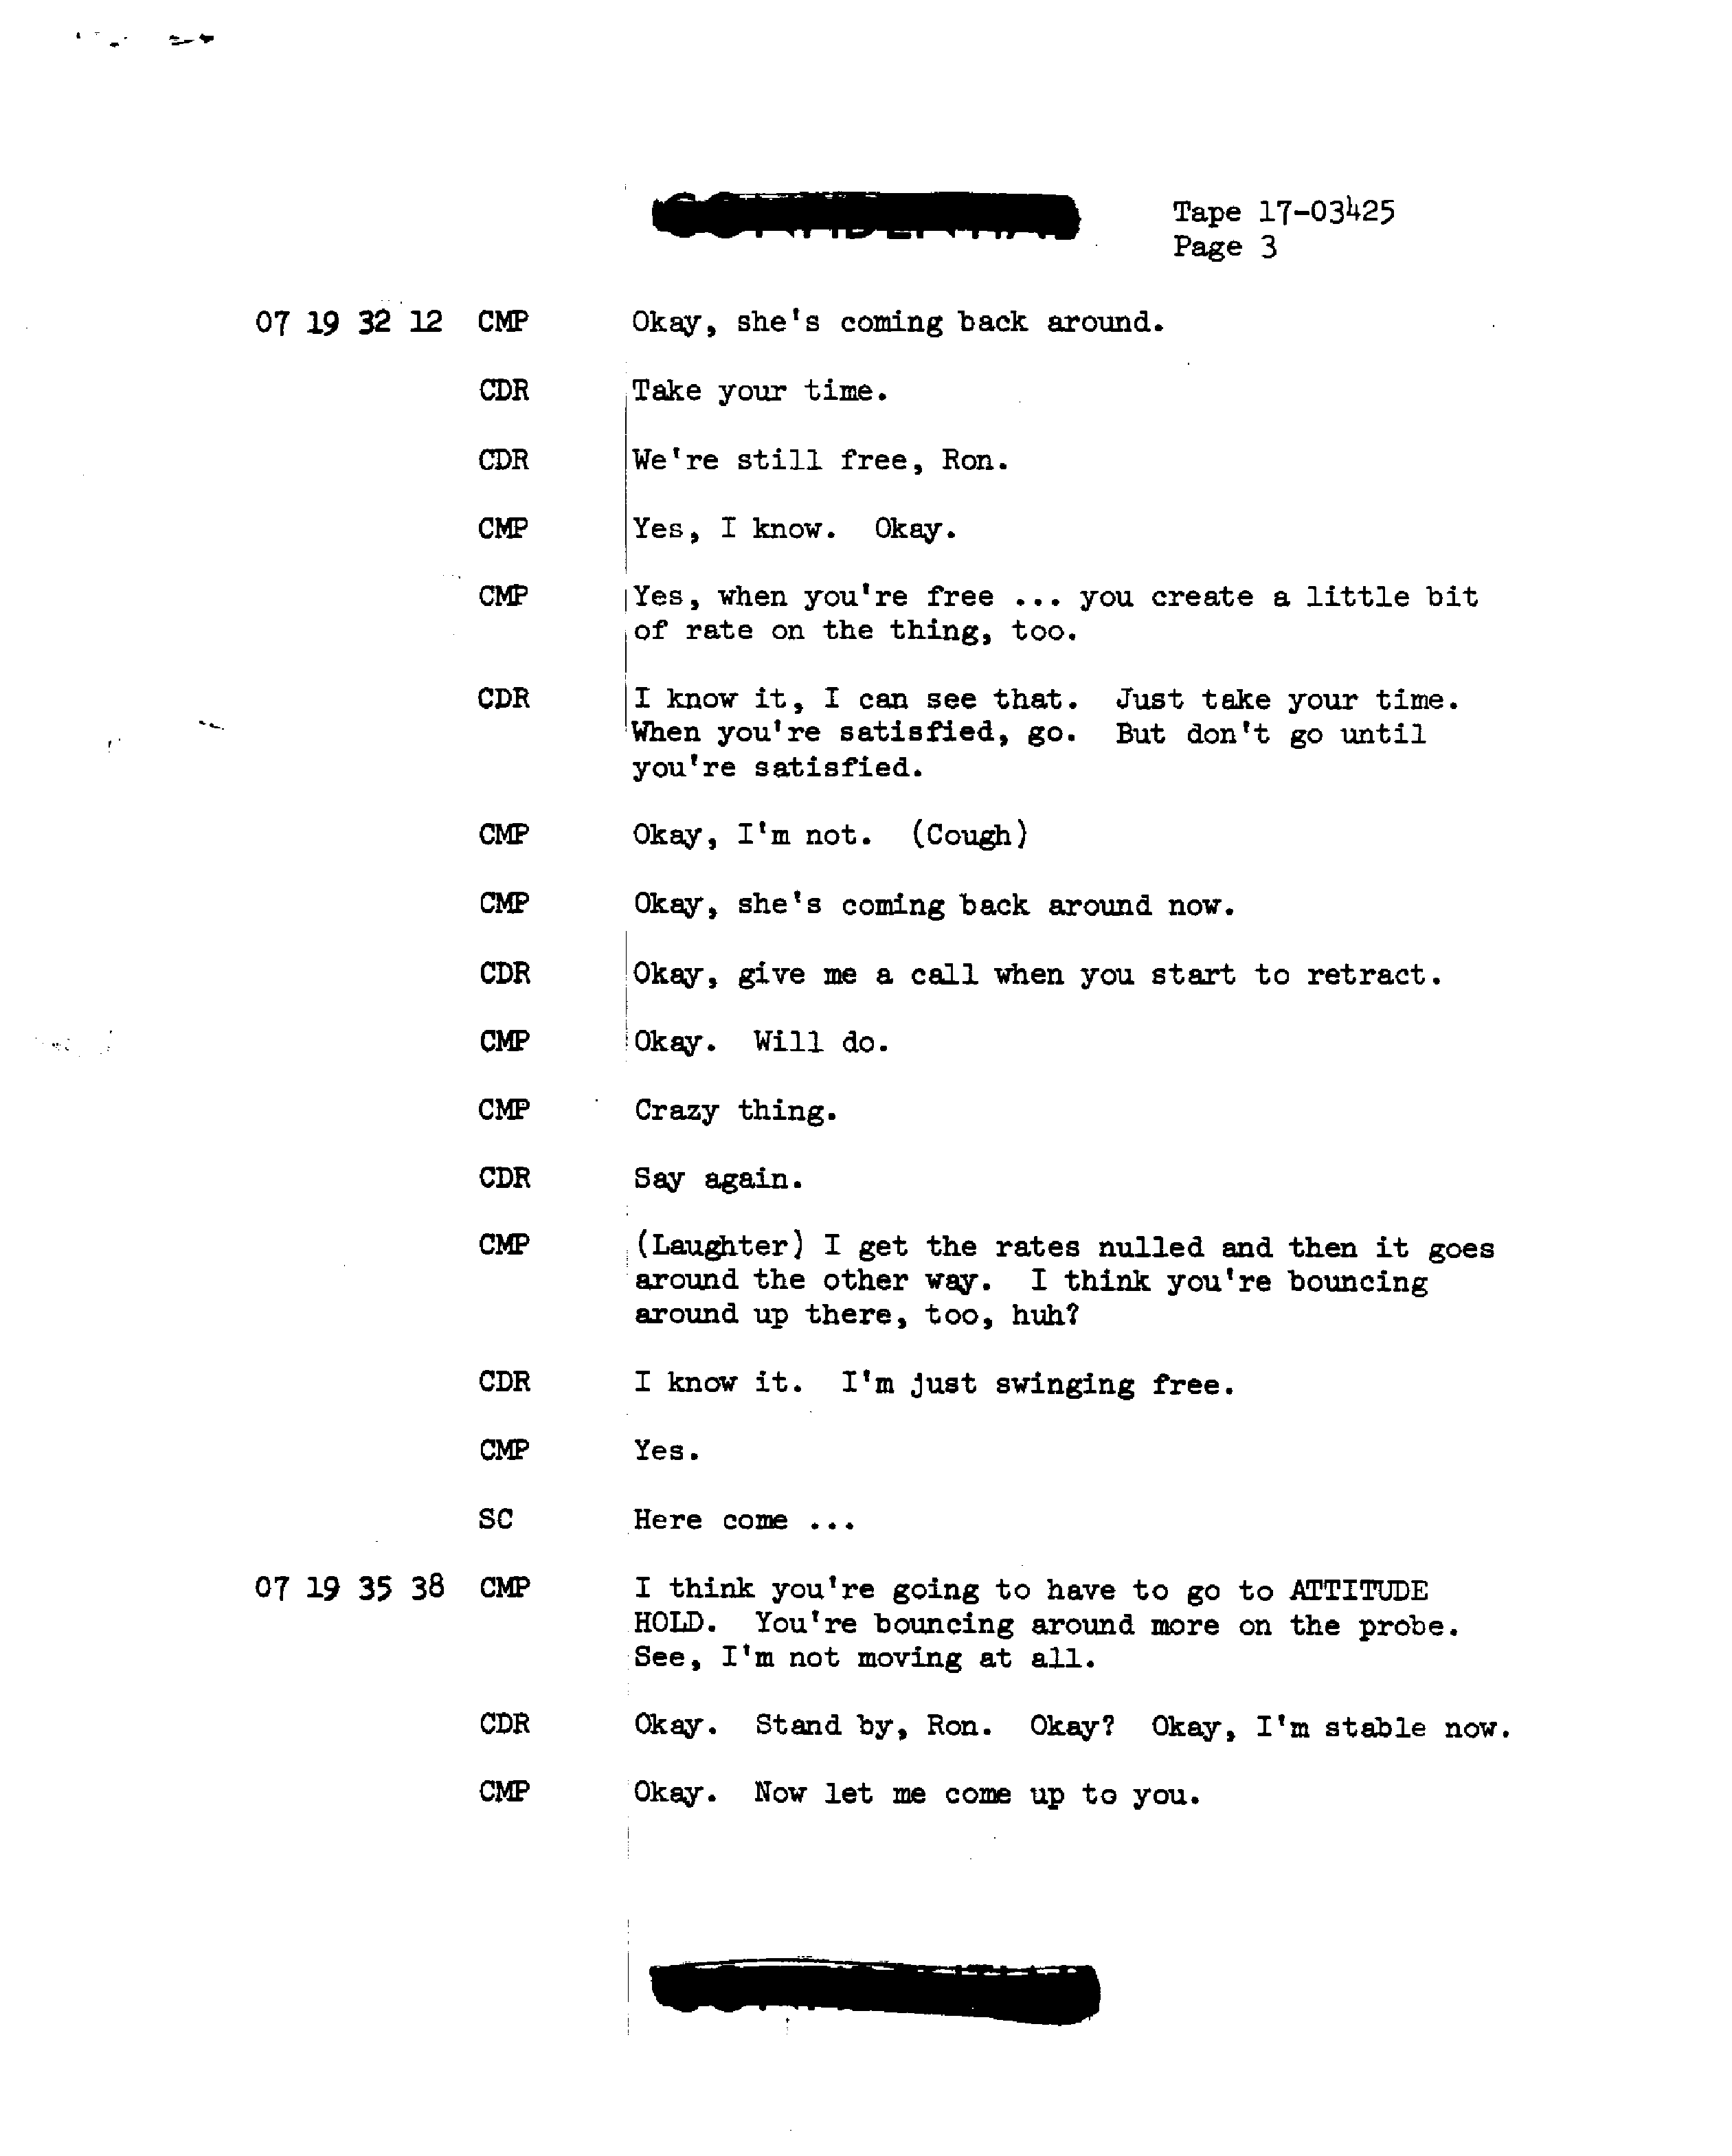 Tape 17-03425
Page 3
07 19 32 12 CMP Okay, she's coming back around.
CDR Take your time.
CDR We're still free, Ron.
CMP Yes, I know. Okay.
CMP Yes, when you're free ... you create a little bit
of rate on the thing, too.
CDR I know it, I can see that. Just take your time.
When you're satisfied, go. But don't go until
you're satisfied.
CMP Okay, I'm not. (Cough)
CMP Okay, she's coming back around now.
CDR Okay, give me a call when you start to retract.
CMP Okay. Will do.
CMP Crazy thing.
CDR Say again.
CMP (Laughter) I get the rates nulled and then it goes
around the other way. I think you're bouncing
around up there, too, huh?
CDR I know it. I'm just swinging free.
CMP Yes.
SC Here come ...
07 19 35 38 CMP I think you're going to have to go to ATTITUDE
HOLD. You're bouncing around more on the probe.
See, I'm not moving at all.
CDR Okay. Stand by, Ron. Okay? Okay, I'm stable now.
CMP Okay. Now let me come up to you.